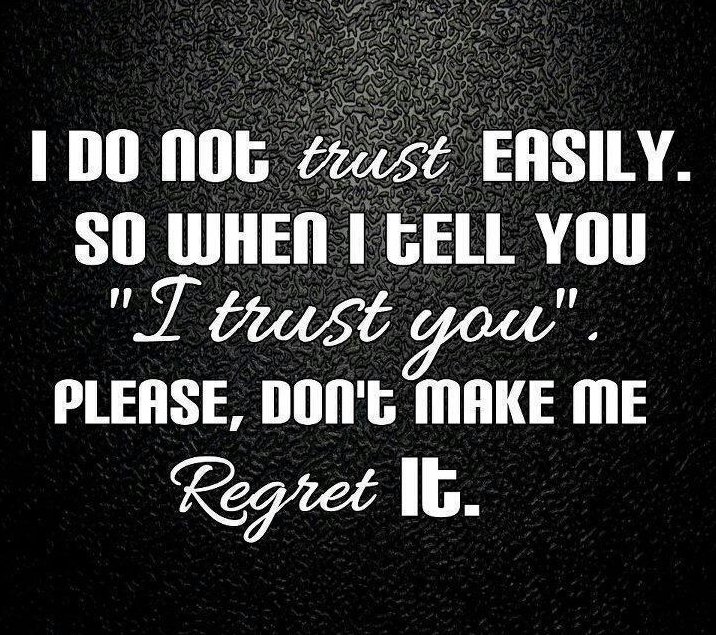 I DO NOT trust EASILY.
SO WHEN I TELL YOU
"I trust you".
PLEASE, DON'T MAKE ME
Regret It.